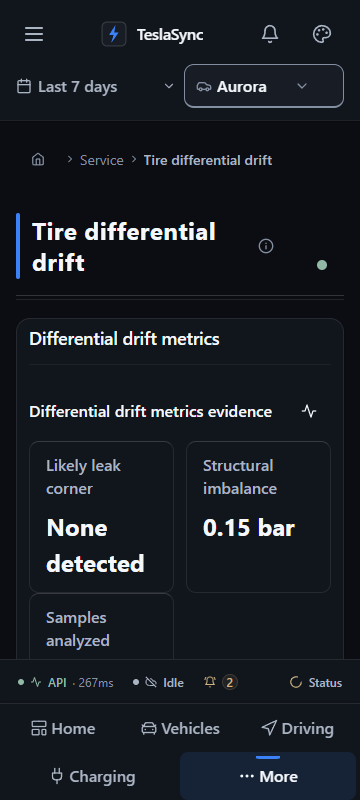 TeslaSync
Last 7 days
Aurora
Service
Tire differential drift
Tire differential
drift
Differential drift metrics
Differential drift metrics evidence
Likely leak
corner
None
detected
Structural
imbalance
0.15 bar
Samples
analyzed
API · 267ms
Idle
2
Status
Home
Vehicles
Driving
Charging
More